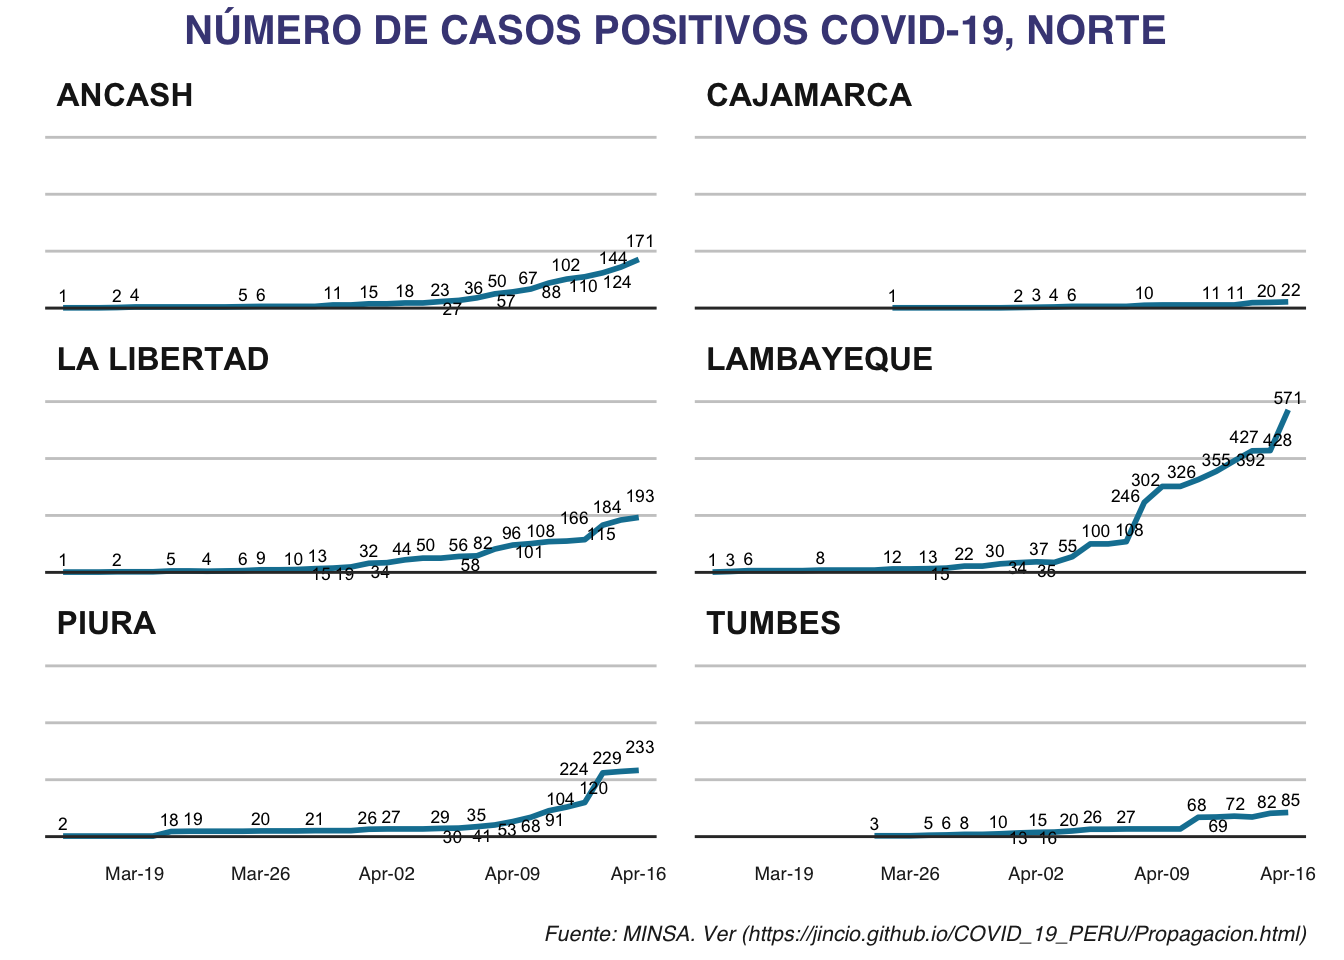 NÚMERO DE CASOS POSITIVOS COVID-19, NORTE
ANCASH
1 2 4 5 6 11 15 18 23 27 36 50 57 67 88 102 110 144 124 171
CAJAMARCA
1 2 3 4 6 10 11 11 20 22
LA LIBERTAD
1 2 5 4 6 9 10 13 15 19 32 34 44 50 56 58 82 96 101 108 166 115 184 193
LAMBAYEQUE
1 3 6 8 12 13 15 22 30 34 37 35 55 100 108 246 302 326 355 392 427 428 571
PIURA
2 18 19 20 21 26 27 29 30 35 41 53 68 91 104 224 120 229 233
TUMBES
3 5 6 8 10 13 15 16 20 26 27 68 69 72 82 85
Mar-19 Mar-26 Apr-02 Apr-09 Apr-16
Mar-19 Mar-26 Apr-02 Apr-09 Apr-16
Fuente: MINSA. Ver (https://jincio.github.io/COVID_19_PERU/Propagacion.html)